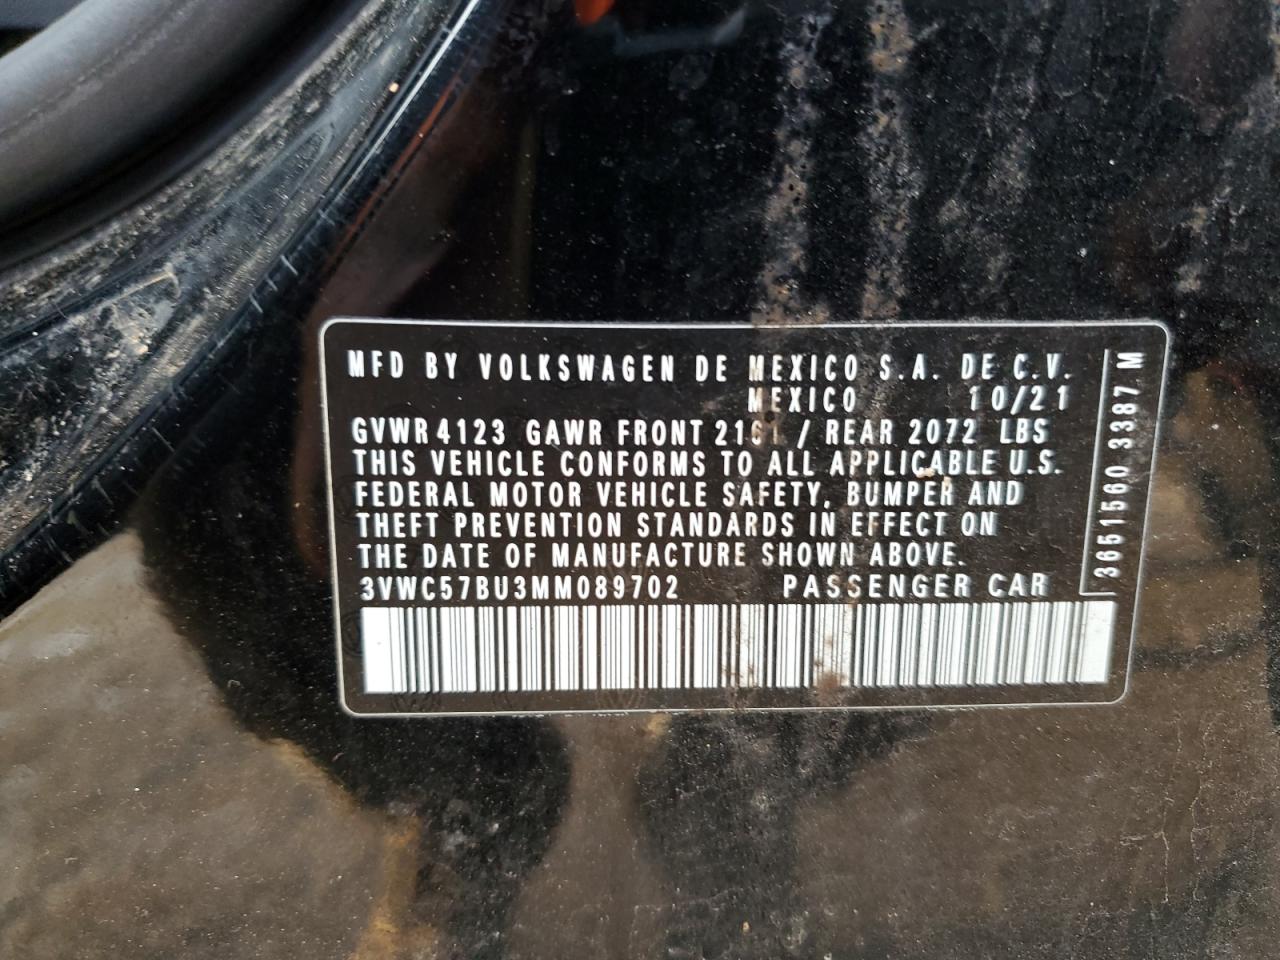 MFD BY VOLKSWAGEN DE MEXICO S.A. DE C.V.
MEXICO 10/21
GVWR 4123 GAWR FRONT / REAR 2072 LBS
THIS VEHICLE CONFORMS TO ALL APPLICABLE U.S.
FEDERAL MOTOR VEHICLE SAFETY, BUMPER AND
THEFT PREVENTION STANDARDS IN EFFECT ON
THE DATE OF MANUFACTURE SHOWN ABOVE.
3VWC57BU3MM089702 PASSENGER CAR
3651560 3387 M